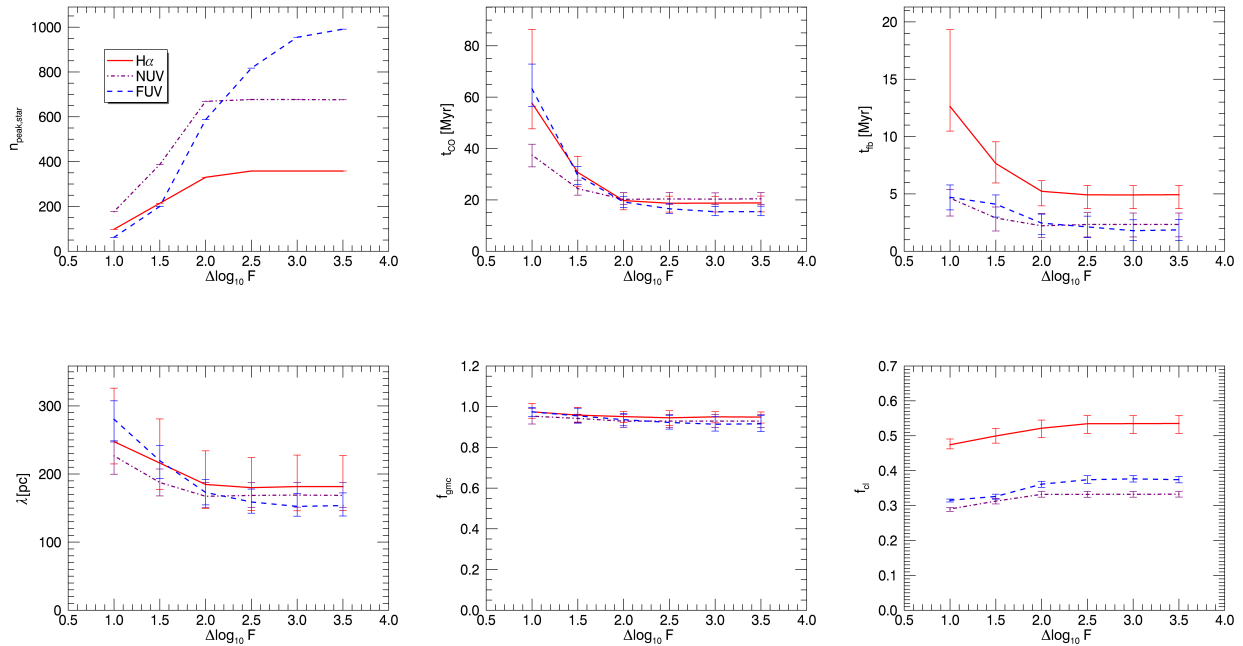 1000
800
600
400
200
0
n_peak,star
Hα
NUV
FUV
0.5 1.0 1.5 2.0 2.5 3.0 3.5 4.0
Δlog₁₀ F
80
60
40
20
0
t_CO [Myr]
0.5 1.0 1.5 2.0 2.5 3.0 3.5 4.0
Δlog₁₀ F
20
15
10
5
0
t_fb [Myr]
0.5 1.0 1.5 2.0 2.5 3.0 3.5 4.0
Δlog₁₀ F
300
200
100
0
λ[pc]
0.5 1.0 1.5 2.0 2.5 3.0 3.5 4.0
Δlog₁₀ F
1.2
1.0
0.8
0.6
0.4
0.2
0.0
f_gmc
0.5 1.0 1.5 2.0 2.5 3.0 3.5 4.0
Δlog₁₀ F
0.7
0.6
0.5
0.4
0.3
0.2
0.1
0.0
f_cl
0.5 1.0 1.5 2.0 2.5 3.0 3.5 4.0
Δlog₁₀ F